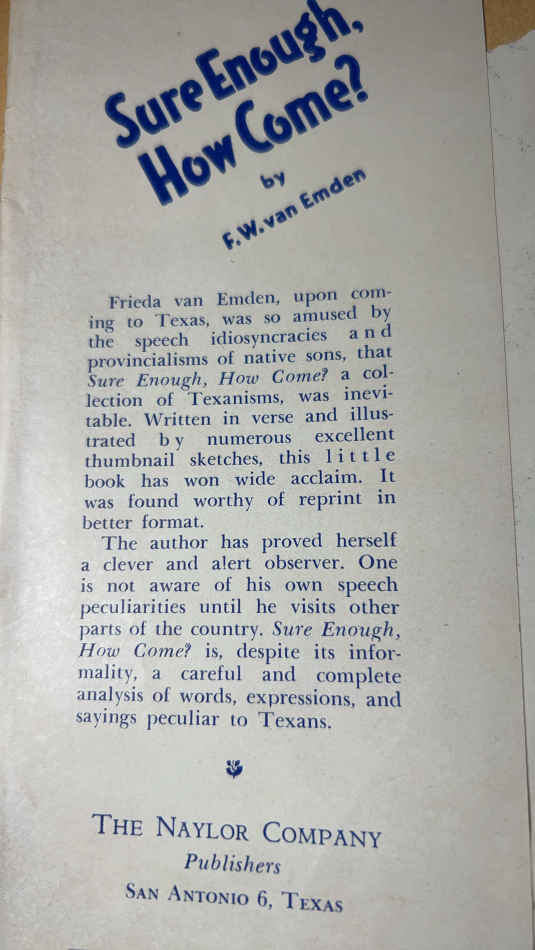 Sure Enough,
How Come?
by
F. W. van Emden
Frieda van Emden, upon com-
ing to Texas, was so amused by
the speech idiosyncracies and
provincialisms of native sons, that
Sure Enough, How Come? a col-
lection of Texanisms, was inevi-
table. Written in verse and illus-
trated by numerous excellent
thumbnail sketches, this little
book has won wide acclaim. It
was found worthy of reprint in
better format.
The author has proved herself
a clever and alert observer. One
is not aware of his own speech
peculiarities until he visits other
parts of the country. Sure Enough,
How Come? is, despite its infor-
mality, a careful and complete
analysis of words, expressions, and
sayings peculiar to Texans.
THE NAYLOR COMPANY
Publishers
SAN ANTONIO 6, TEXAS